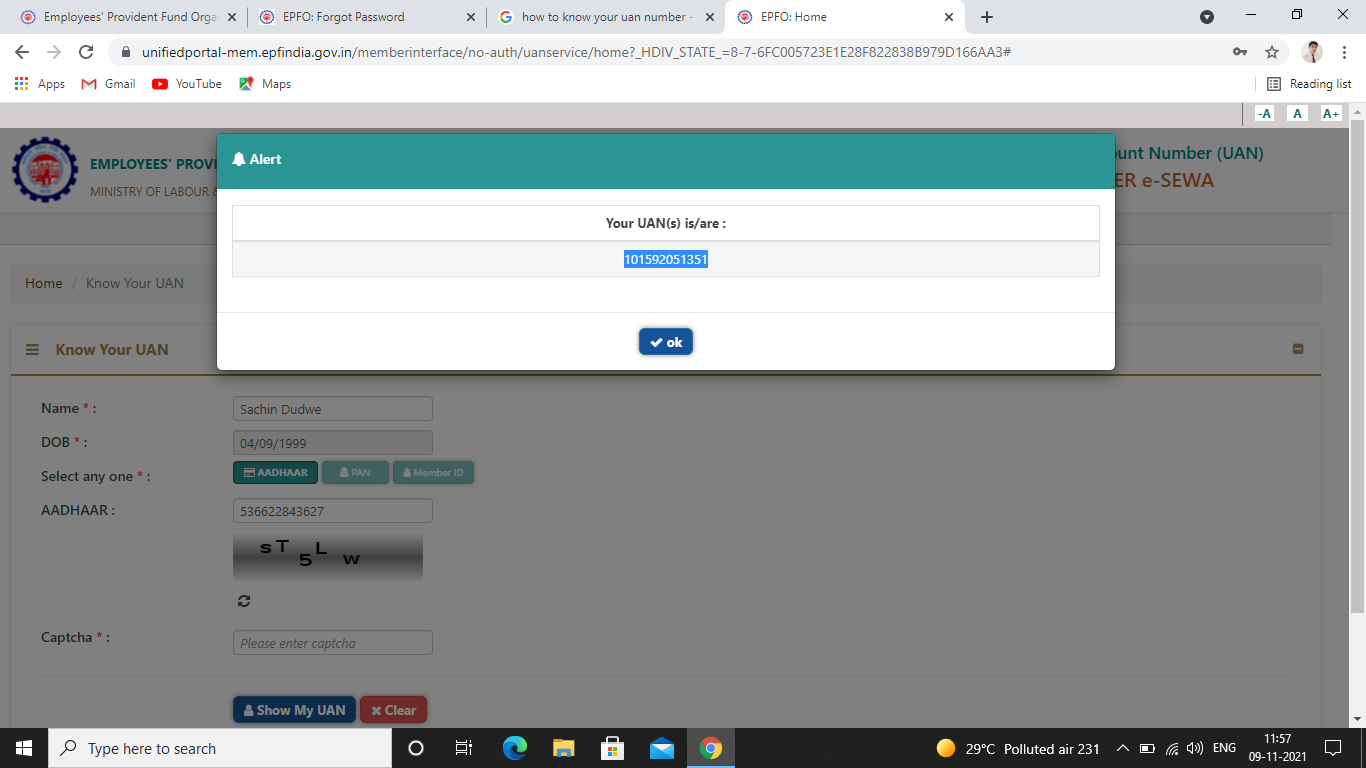 Employees' Provident Fund Orga
EPFO: Forgot Password
how to know your uan number -
EPFO: Home
unifiedportal-mem.epfindia.gov.in/memberinterface/no-auth/uanservice/home?_HDIV_STATE_=8-7-6FC005723E1E28F822838B979D166AA3#
Apps
Gmail
YouTube
Maps
Reading list
-A
A
A+
EMPLOYEES' PROVI
MINISTRY OF LABOUR &
ount Number (UAN)
ER e-SEWA
Alert
Your UAN(s) is/are :
101592051351
ok
Home / Know Your UAN
Know Your UAN
Name * :
Sachin Dudwe
DOB * :
04/09/1999
Select any one * :
AADHAAR
PAN
Member ID
AADHAAR :
536622843627
sT5Lw
Captcha * :
Please enter captcha
Show My UAN
Clear
Type here to search
29°C Polluted air 231
ENG
11:57
09-11-2021